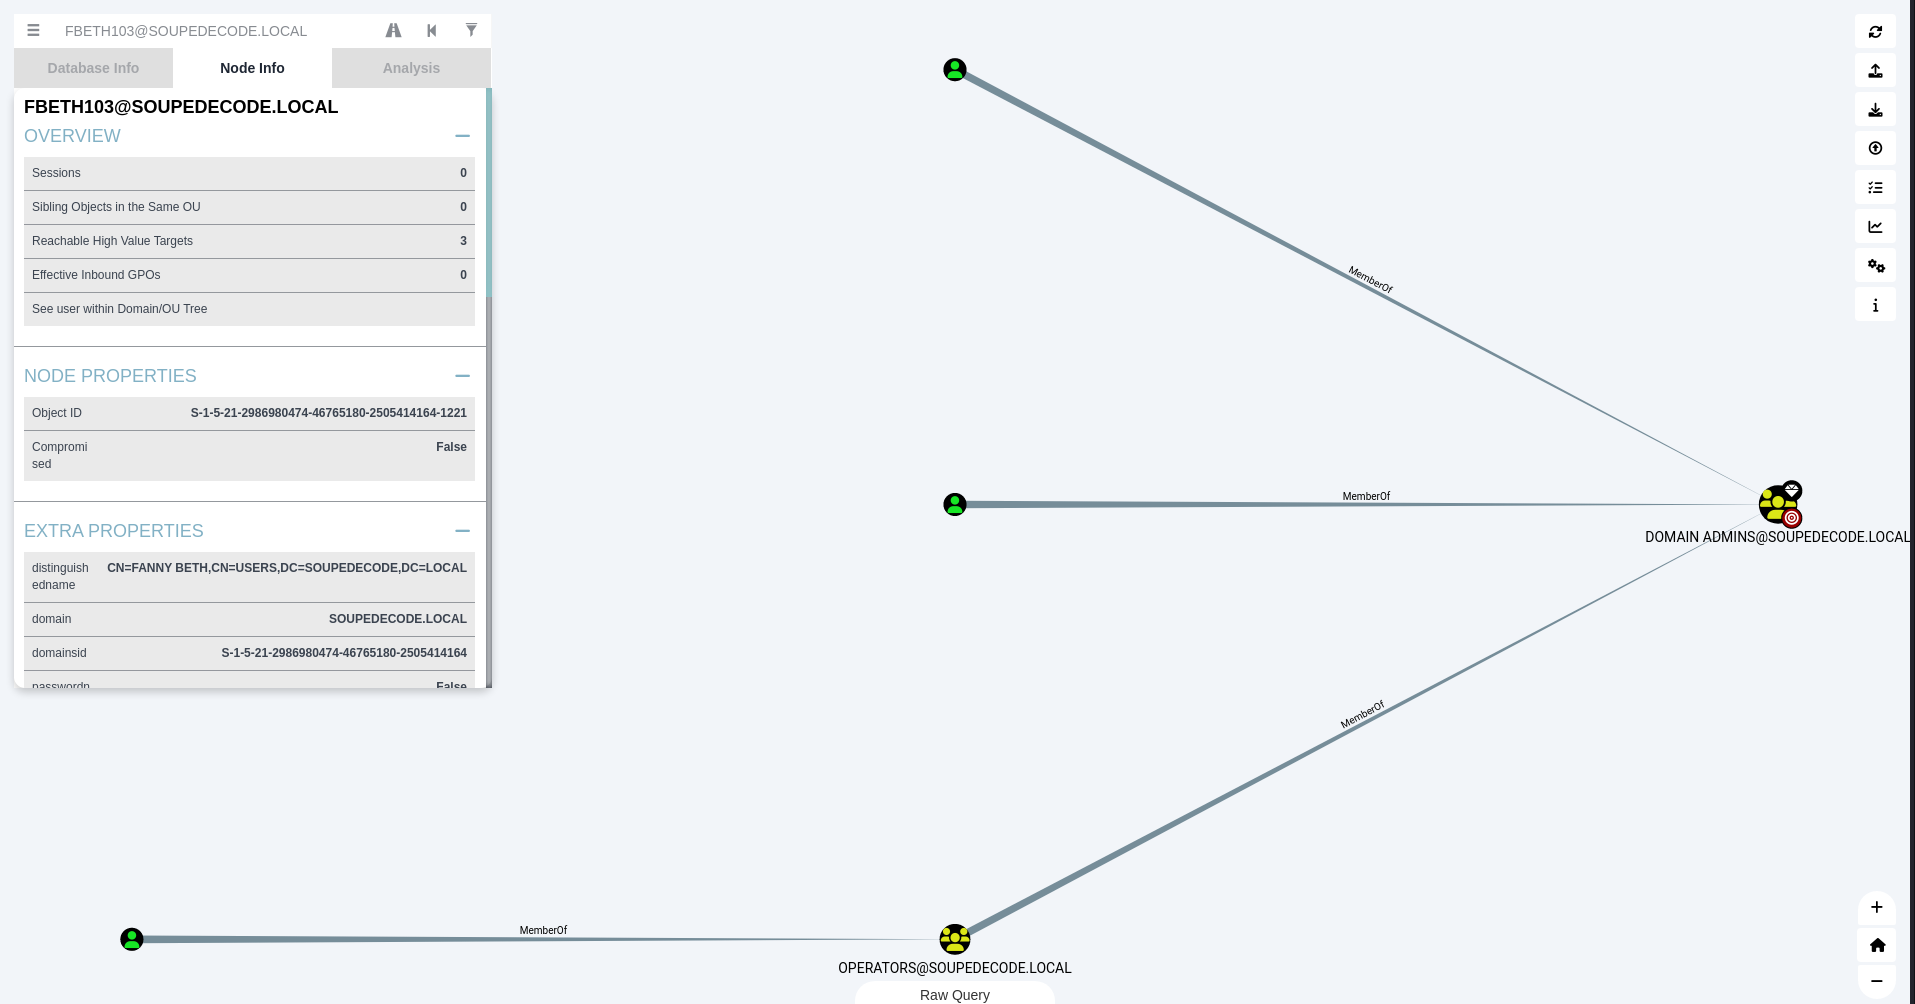 FBETH103@SOUPEDECODE.LOCAL
Database Info
Node Info
Analysis
FBETH103@SOUPEDECODE.LOCAL
OVERVIEW
Sessions 0
Sibling Objects in the Same OU 0
Reachable High Value Targets 3
Effective Inbound GPOs 0
See user within Domain/OU Tree
NODE PROPERTIES
Object ID S-1-5-21-2986980474-46765180-2505414164-1221
Compromi False
sed
EXTRA PROPERTIES
distinguish CN=FANNY BETH,CN=USERS,DC=SOUPEDECODE,DC=LOCAL
edname
domain SOUPEDECODE.LOCAL
domainsid S-1-5-21-2986980474-46765180-2505414164
passwordn False
MemberOf
MemberOf
DOMAIN ADMINS@SOUPEDECODE.LOCAL
MemberOf
MemberOf
OPERATORS@SOUPEDECODE.LOCAL
Raw Query